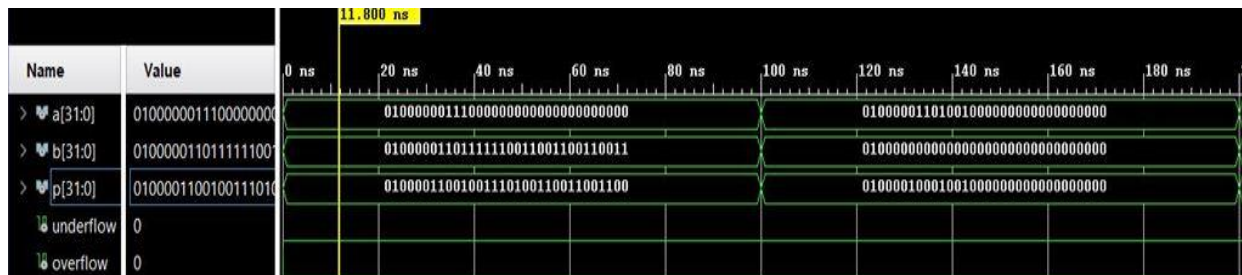 11.800 ns
Name Value 0 ns 20 ns 40 ns 60 ns 80 ns 100 ns 120 ns 140 ns 160 ns 180 ns
a[31:0] 0100000011100000000 01000000111000000000000000000000 01000001101001000000000000000000
b[31:0] 0100000110111111001 01000001101111110011001100110011 01000000000000000000000000000000
p[31:0] 0100001100100111010 01000011001001110100110011001100 01000010001001000000000000000000
underflow 0
overflow 0